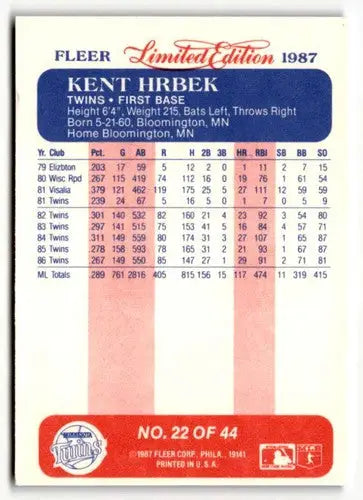 FLEER Limited Edition 1987
KENT HRBEK
TWINS • FIRST BASE
Height 6'4", Weight 215, Bats Left, Throws Right
Born 5-21-60, Bloomington, MN
Home Bloomington, MN
Yr. Club Pct. G AB R H 2B 3B HR RBI SB BB SO
79 Elizbton .203 17 59 5 12 2 0 1 11 2 7 15
80 Wisc Rpd .267 115 419 74 112 16 0 19 76 1 61 54
81 Visalia .379 121 462 119 175 25 5 27 111 12 59 59
81 Twins .239 24 67 5 16 5 0 1 7 0 5 9
82 Twins .301 140 532 82 160 21 4 23 92 3 54 80
83 Twins .297 141 515 75 153 41 5 16 84 4 57 71
84 Twins .311 149 559 80 174 31 3 27 107 1 65 87
85 Twins .278 158 593 78 165 31 2 21 93 1 67 87
86 Twins .267 149 550 85 147 27 1 29 91 2 71 81
ML Totals .289 761 2816 405 815 156 15 117 474 11 319 415
MINNESOTA
Twins
NO. 22 OF 44
©1987 FLEER CORP., PHILA., 19141
PRINTED IN U.S.A.